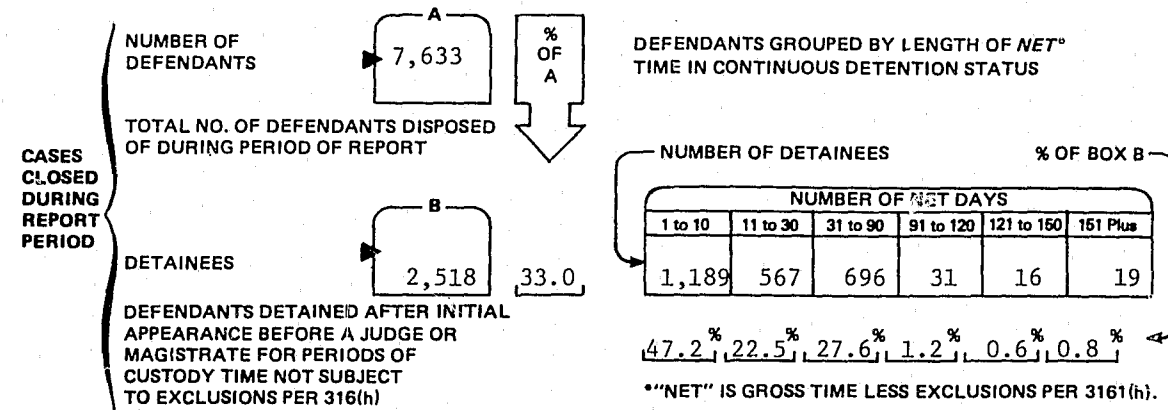 A
NUMBER OF
DEFENDANTS
7,633
%
OF
A
TOTAL NO. OF DEFENDANTS DISPOSED
OF DURING PERIOD OF REPORT
CASES
CLOSED
DURING
REPORT
PERIOD
B
DETAINEES
2,518
33.0
DEFENDANTS DETAINED AFTER INITIAL
APPEARANCE BEFORE A JUDGE OR
MAGISTRATE FOR PERIODS OF
CUSTODY TIME NOT SUBJECT
TO EXCLUSIONS PER 316(h)
DEFENDANTS GROUPED BY LENGTH OF NET*
TIME IN CONTINUOUS DETENTION STATUS
NUMBER OF DETAINEES % OF BOX B
NUMBER OF NET DAYS
1 to 10 11 to 30 31 to 90 91 to 120 121 to 150 151 Plus
1,189 567 696 31 16 19
47.2% 22.5% 27.6% 1.2% 0.6% 0.8%
*"NET" IS GROSS TIME LESS EXCLUSIONS PER 3161(h).